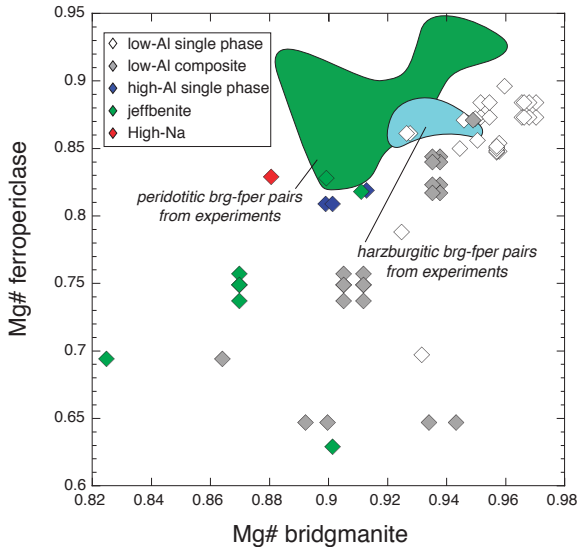 0.95
0.9
0.85
0.8
0.75
0.7
0.65
0.6
Mg# ferropericlase
low-Al single phase
low-Al composite
high-Al single phase
jeffbenite
High-Na
peridotitic brg-fper pairs
from experiments
harzburgitic brg-fper pairs
from experiments
0.82 0.84 0.86 0.88 0.9 0.92 0.94 0.96 0.98
Mg# bridgmanite